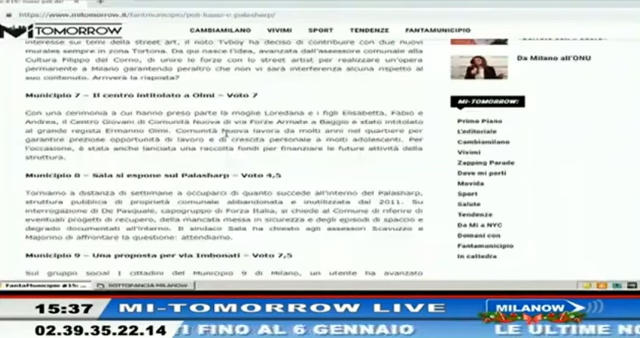 https://www.mitomorrow.it/fantmunicipio/poli-basso-e-palasharp/
MI-TOMORROW
CAMBIAMILANO VIVIMI SPORT TENDENZE FANTAMUNICIPIO
interesse sui temi della street art, il noto Tvboy ha deciso di contribuire con due nuovi
murales sempre in zona Tortona. Da qui nasce l'idea, avanzata dall'assessore comunale alla
Cultura Filippo del Corno, di unire le forze con lo street artist per realizzare un'opera
permanente a Milano garantendo peraltro che non vi sarà interferenza alcuna rispetto al
suo contenuto. Arriverà la risposta?
Municipio 7 – Il centro intitolato a Olmi – Voto 7
Con una cerimonia a cui hanno preso parte la moglie Loredana e i figli Elisabetta, Fabio e
Andrea, il Centro Giovani di Comunità Nuova di via Forze Armate a Baggio è stato intitolato
al grande regista Ermanno Olmi. Comunità Nuova lavora da molti anni nel quartiere per
garantire preziose opportunità di lavoro e di crescita personale a molti adolescenti. Per
l'occasione, è stata anche lanciata una raccolta fondi per finanziare le future attività della
struttura.
Municipio 8 – Sala si espone sul Palasharp – Voto 4,5
Torniamo a distanza di settimane a occuparci di quanto succede all'interno del Palasharp,
struttura pubblica di proprietà comunale abbandonata e inutilizzata dal 2011. Su
interrogazione di De Pasquale, capogruppo di Forza Italia, si chiede al Comune di riferire di
eventuali progetti di recupero, della mancata messa in sicurezza e degli episodi di spaccio e
degrado documentati all'interno. Il sindaco Sala ha chiesto agli assessori Scavuzzo e
Majorino di affrontare la questione: attendiamo.
Municipio 9 – Una proposta per via Imbonati – Voto 7,5
Sul gruppo social I cittadini del Municipio 9 di Milano, un utente ha avanzato
Da Milano all'ONU
MI-TOMORROW:
Primo Piano
L'editoriale
Cambiamilano
Vivimi
Zapping Parade
Dove mi porti
Movida
Sport
Salute
Tendenze
Da Mi a NYC
Domani con
Fantamunicipio
In cattedra
FantaMunicipio #15:
SOTTOPANCIA MILANOW
15:37 MI-TOMORROW LIVE MILANOW
02.39.35.22.14 TI FINO AL 6 GENNAIO LE ULTIME NO